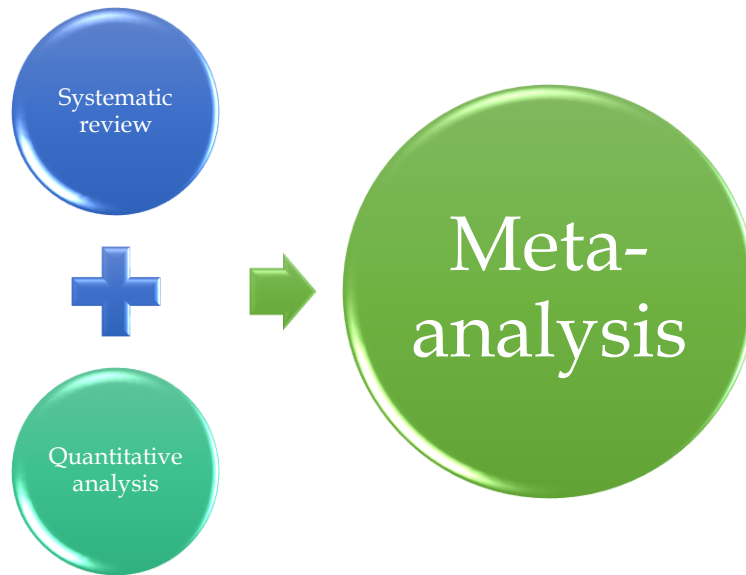 Systematic
review
Quantitative
analysis
Meta-
analysis